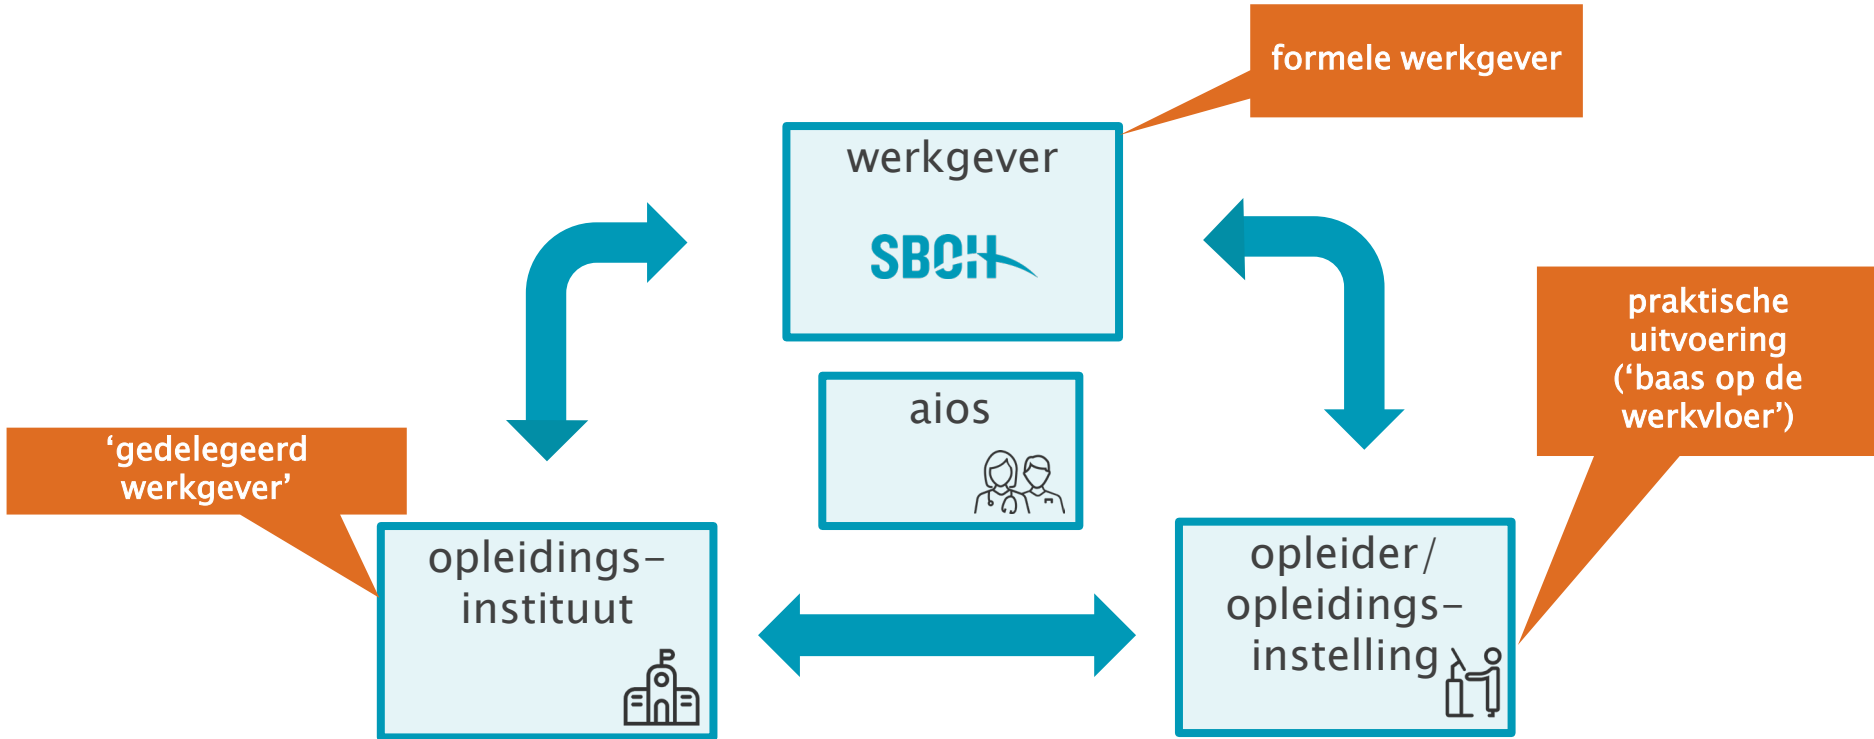 formele werkgever
werkgever
SBOH
praktische
uitvoering
(‘baas op de
werkvloer’)
aios
‘gedelegeerd
werkgever’
opleidings-
instituut
opleider/
opleidings-
instelling